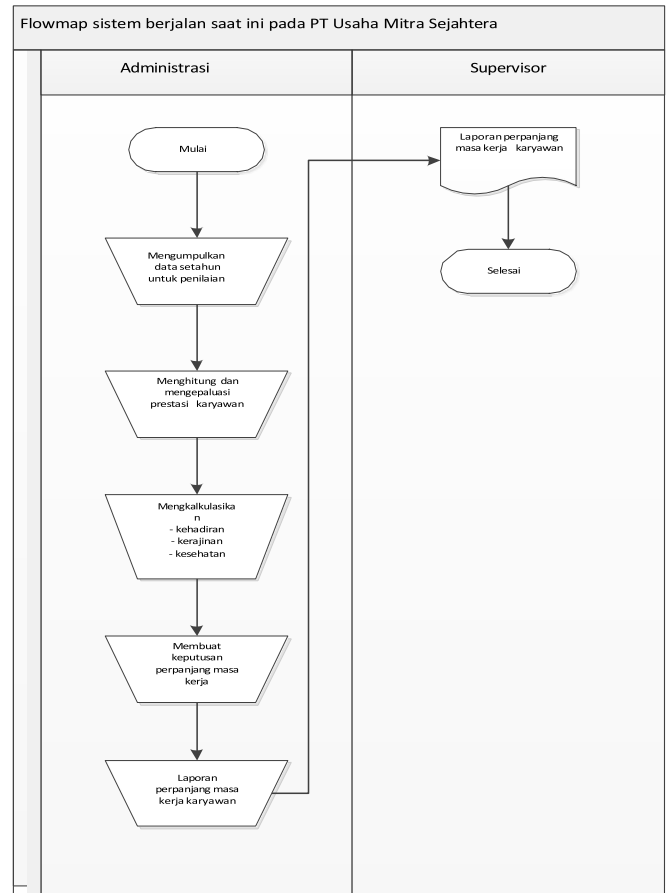 Flowmap sistem berjalan saat ini pada PT Usaha Mitra Sejahtera
Administrasi
Supervisor
Mulai
Mengumpulkan
data setahun
untuk penilaian
Menghitung dan
mengepaluasi
prestasi karyawan
Mengkalkulasika
n
- kehadiran
- kerajinan
- kesehatan
Membuat
keputusan
perpanjang masa
kerja
Laporan
perpanjang masa
kerja karyawan
Laporan perpanjang
masa kerja karyawan
Selesai